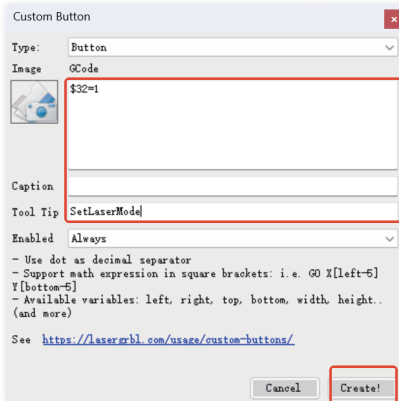 Custom Button
×
Type: Button
Image GCode
$32=1
Caption
Tool Tip SetLaserMode
Enabled Always
- Use dot as decimal separator
- Support math expression in square brackets: i.e. G0 X[left-5]
Y[bottom-5]
- Available variables: left, right, top, bottom, width, height..
(and more)
See https://lasergrbl.com/usage/custom-buttons/
Cancel Create!